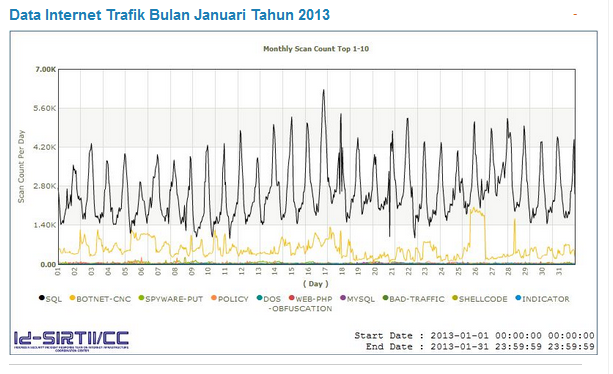 Data Internet Trafik Bulan Januari Tahun 2013
Monthly Scan Count Top 1-10
Scan Count Per Day
7.00K
5.60K
4.20K
2.80K
1.40K
0.00
01 02 03 04 05 06 07 08 09 10 11 12 13 14 15 16 17 18 19 20 21 22 23 24 25 26 27 28 29 30 31
( Day )
SQL BOTNET-CNC SPYWARE-PUT POLICY DOS WEB-PHP MYSQL BAD-TRAFFIC SHELLCODE INDICATOR
-OBFUSCATION
Id-SIRTII/CC
Start Date : 2013-01-01 00:00:00 00:00:00
End Date : 2013-01-31 23:59:59 23:59:59